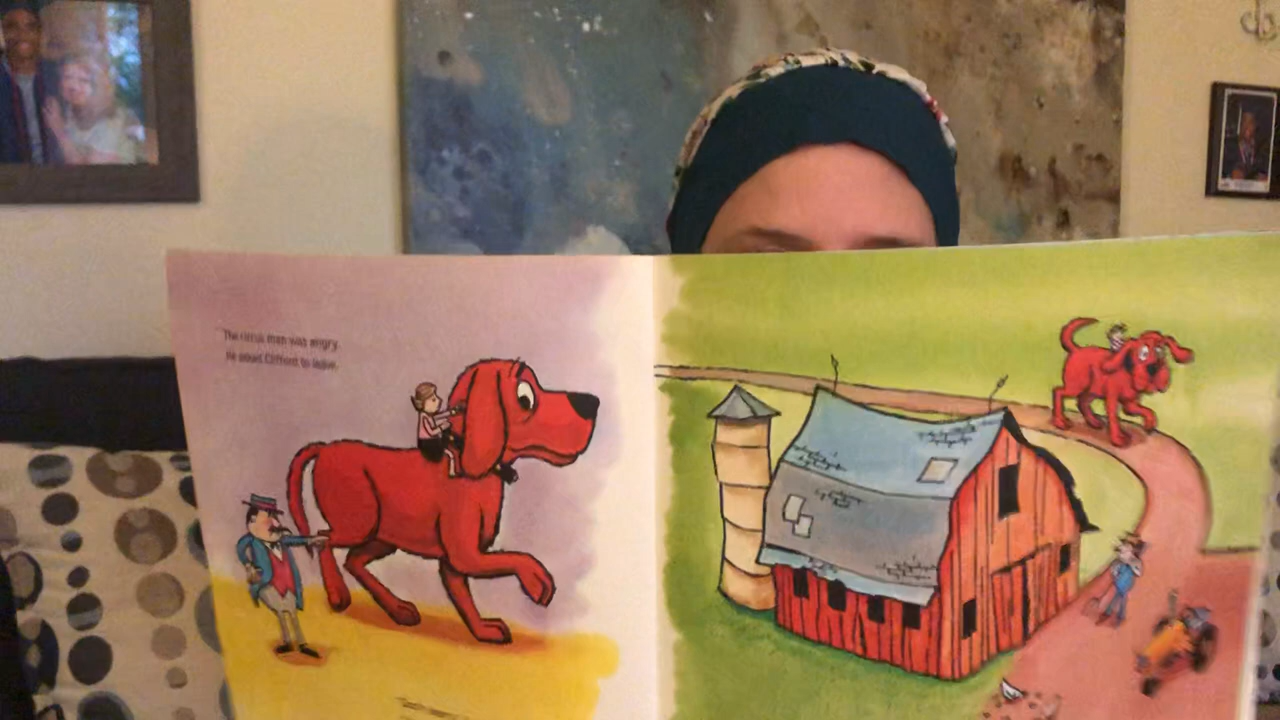 The circus man was angry.
He asked Clifford to leave.